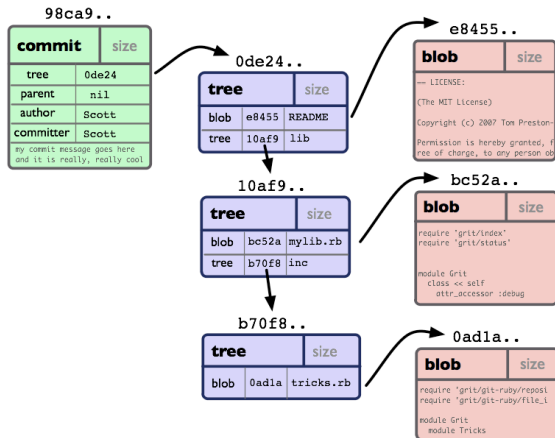 98ca9..
commit size
tree 0de24
parent nil
author Scott
committer Scott
my commit message goes here
and it is really, really cool
0de24..
tree size
blob e8455 README
tree 10af9 lib
10af9..
tree size
blob bc52a mylib.rb
tree b70f8 inc
b70f8..
tree size
blob 0ad1a tricks.rb
e8455..
blob size
== LICENSE:
(The MIT License)
Copyright (c) 2007 Tom Preston-
Permission is hereby granted, f
ree of charge, to any person ob
bc52a..
blob size
require 'grit/index'
require 'grit/status'
module Grit
class << self
attr_accessor :debug
0ad1a..
blob size
require 'grit/git-ruby/reposi
require 'grit/git-ruby/file_i
module Grit
module Tricks